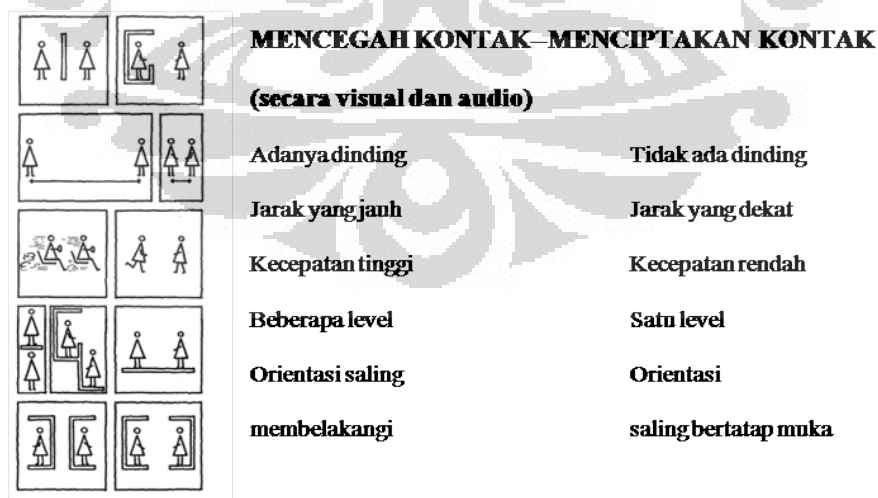 MENCEGAH KONTAK–MENCIPTAKAN KONTAK
(secara visual dan audio)
Adanya dinding Tidak ada dinding
Jarak yang jauh Jarak yang dekat
Kecepatan tinggi Kecepatan rendah
Beberapa level Satu level
Orientasi saling Orientasi
membelakangi saling bertatap muka